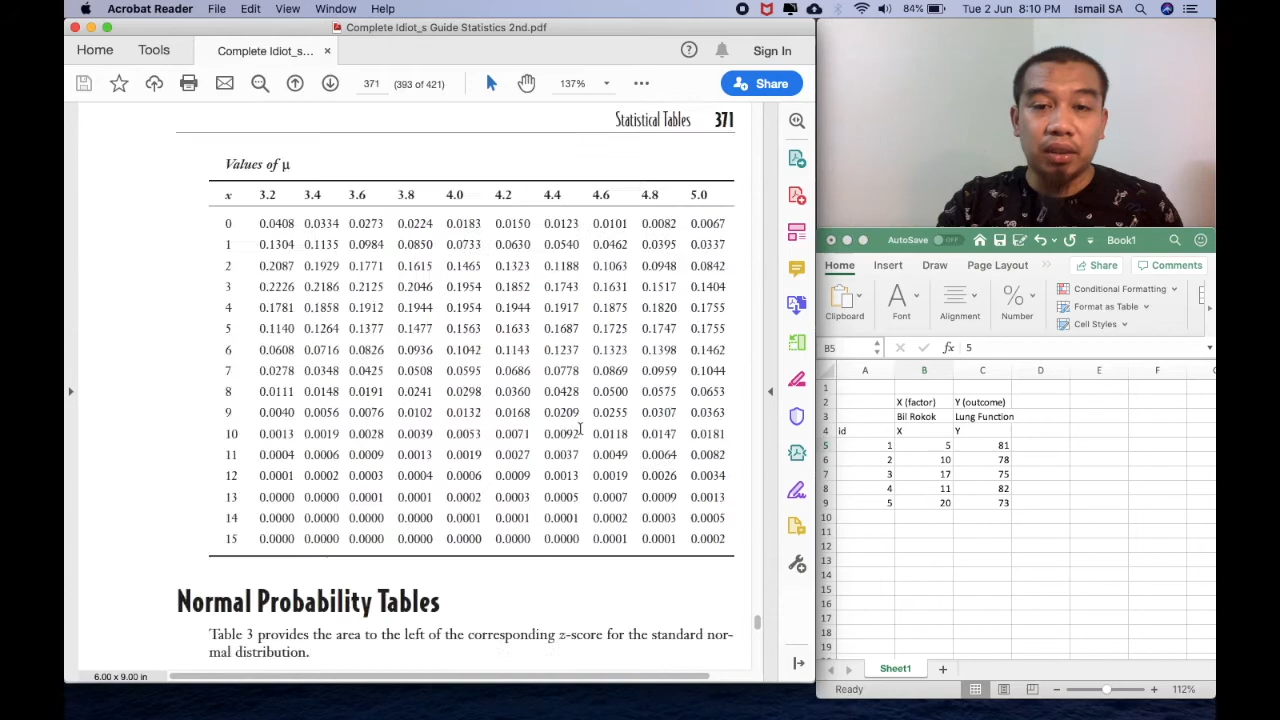 Acrobat Reader File Edit View Window Help 84% Tue 2 Jun 8:10 PM Ismail SA
Complete Idiot_s Guide Statistics 2nd.pdf
Home Tools Complete Idiot_s... × Sign In
371 (393 of 421) 137% Share
Statistical Tables 371
Values of µ
x 3.2 3.4 3.6 3.8 4.0 4.2 4.4 4.6 4.8 5.0
0 0.0408 0.0334 0.0273 0.0224 0.0183 0.0150 0.0123 0.0101 0.0082 0.0067
1 0.1304 0.1135 0.0984 0.0850 0.0733 0.0630 0.0540 0.0462 0.0395 0.0337
2 0.2087 0.1929 0.1771 0.1615 0.1465 0.1323 0.1188 0.1063 0.0948 0.0842
3 0.2226 0.2186 0.2125 0.2046 0.1954 0.1852 0.1743 0.1631 0.1517 0.1404
4 0.1781 0.1858 0.1944 0.1954 0.1944 0.1917 0.1875 0.1820 0.1755
5 0.1140 0.1264 0.1377 0.1477 0.1563 0.1633 0.1687 0.1725 0.1747 0.1755
6 0.0608 0.0716 0.0826 0.0936 0.1042 0.1143 0.1237 0.1323 0.1398 0.1462
7 0.0278 0.0348 0.0425 0.0508 0.0595 0.0686 0.0778 0.0869 0.0959 0.1044
8 0.0111 0.0148 0.0191 0.0241 0.0298 0.0360 0.0428 0.0500 0.0575 0.0653
9 0.0040 0.0056 0.0076 0.0102 0.0132 0.0168 0.0209 0.0255 0.0307 0.0363
10 0.0013 0.0019 0.0028 0.0039 0.0053 0.0071 0.0092 0.0118 0.0147 0.0181
11 0.0004 0.0006 0.0009 0.0013 0.0019 0.0027 0.0037 0.0049 0.0064 0.0082
12 0.0001 0.0002 0.0003 0.0004 0.0006 0.0009 0.0013 0.0019 0.0026 0.0034
13 0.0000 0.0000 0.0001 0.0001 0.0002 0.0003 0.0005 0.0007 0.0009 0.0013
14 0.0000 0.0000 0.0000 0.0000 0.0001 0.0001 0.0001 0.0002 0.0003 0.0005
15 0.0000 0.0000 0.0000 0.0000 0.0000 0.0000 0.0000 0.0001 0.0001 0.0002
Normal Probability Tables
Table 3 provides the area to the left of the corresponding z-score for the standard nor-
mal distribution.
6.00 x 9.00 in
AutoSave OFF Book1
Home Insert Draw Page Layout Share Comments
Clipboard Font Alignment Number
Conditional Formatting
Format as Table
Cell Styles
B5 fx 5
A B C D E F
1
2 X (factor) Y (outcome)
3 Bil Rokok Lung Function
4 id X Y
5 1 5 81
6 2 10 78
7 3 17 75
8 4 11 82
9 5 20 73
10
11
12
13
14
15
16
17
18
19
Sheet1 +
Ready 112%